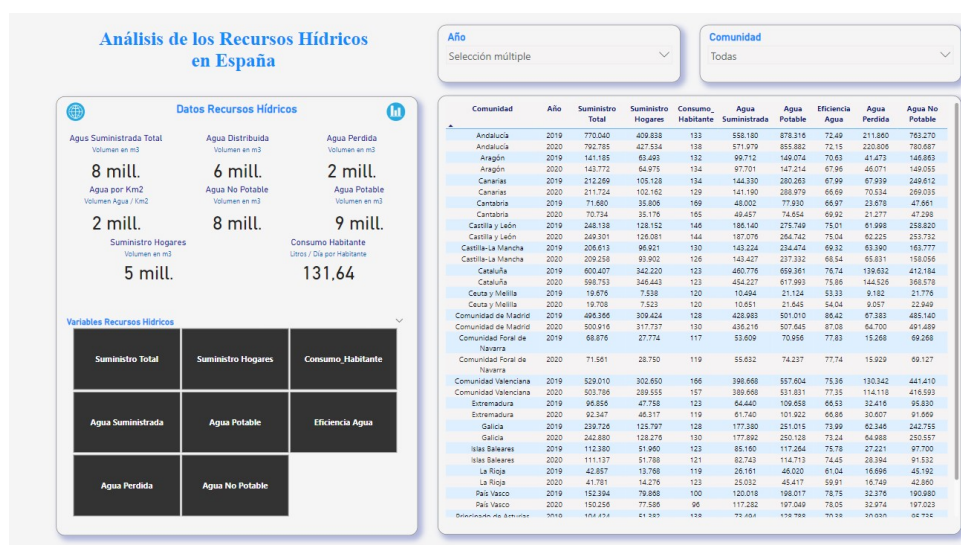 Análisis de los Recursos Hídricos
en España
Año
Selección múltiple
Comunidad
Todas
Datos Recursos Hídricos
Agus Suministrada Total Agua Distribuida Agua Perdida
Volumen en m3 Volumen en m3 Volumen en m3
8 mill. 6 mill. 2 mill.
Agua por Km2 Agua No Potable Agua Potable
Volumen Agua / Km2 Volumen en m3 Volumen en m3
2 mill. 8 mill. 9 mill.
Suministro Hogares Consumo Habitante
Volumen en m3 Litros / Día por Habitante
5 mill. 131,64
Variables Recursos Hídricos
Suministro Total Suministro Hogares Consumo_Habitante
Agua Suministrada Agua Potable Eficiencia Agua
Agua Perdida Agua No Potable
Comunidad Año Suministro Suministro Consumo_ Agua Agua Eficiencia Agua Agua No
Total Hogares Habitante Suministrada Potable Agua Perdida Potable
Andalucía 2019 770.040 409.838 133 558.180 878.316 72,49 211.860 763.270
Andalucía 2020 792.785 427.534 138 571.979 855.882 72,15 220.806 780.687
Aragón 2019 141.185 63.493 132 99.712 149.074 70,63 41.473 146.863
Aragón 2020 143.772 64.975 134 97.701 147.214 67,96 46.071 149.055
Canarias 2019 212.269 105.128 134 144.330 280.263 67,99 67.939 249.612
Canarias 2020 211.724 102.162 129 141.190 288.979 66,69 70.534 269.035
Cantabria 2019 71.680 35.806 169 48.002 77.930 66,97 23.678 47.661
Cantabria 2020 70.734 35.176 165 49.457 74.654 69,92 21.277 47.298
Castilla y León 2019 248.138 128.152 146 186.140 275.749 75,01 61.998 258.820
Castilla y León 2020 249.301 126.081 144 187.076 264.742 75,04 62.225 253.732
Castilla-La Mancha 2019 206.613 96.921 130 143.224 234.474 69,32 63.390 163.777
Castilla-La Mancha 2020 209.258 93.902 126 143.427 237.332 68,54 65.831 158.056
Cataluña 2019 600.407 342.220 123 460.776 659.361 76,74 139.632 412.184
Cataluña 2020 598.753 346.443 123 454.227 617.993 75,86 144.526 368.578
Ceuta y Melilla 2019 19.676 7.538 120 10.494 21.124 53,33 9.182 21.776
Ceuta y Melilla 2020 19.708 7.523 120 10.651 21.645 54,04 9.057 22.949
Comunidad de Madrid 2019 496.366 309.424 128 428.983 501.010 86,42 67.383 485.140
Comunidad de Madrid 2020 500.916 317.737 130 436.216 507.645 87,08 64.700 491.489
Comunidad Foral de 2019 68.876 27.774 117 53.609 70.956 77,83 15.268 69.268
Navarra
Comunidad Foral de 2020 71.561 28.750 119 55.632 74.237 77,74 15.929 69.127
Navarra
Comunidad Valenciana 2019 529.010 302.650 166 398.668 557.604 75,36 130.342 441.410
Comunidad Valenciana 2020 503.786 289.555 157 389.668 531.831 77,35 114.118 416.593
Extremadura 2019 96.856 47.758 123 64.440 109.658 66,53 32.416 95.830
Extremadura 2020 92.347 46.317 119 61.740 101.922 66,86 30.607 91.669
Galicia 2019 239.726 125.797 128 177.380 251.015 73,99 62.346 242.755
Galicia 2020 242.880 128.276 130 177.892 250.128 73,24 64.988 250.557
Islas Baleares 2019 112.380 51.960 123 85.160 117.264 75,78 27.221 97.700
Islas Baleares 2020 111.137 51.788 121 82.743 114.713 74,45 28.394 91.532
La Rioja 2019 42.857 13.768 119 26.161 46.020 61,04 16.696 45.192
La Rioja 2020 41.781 14.276 123 25.032 45.417 59,91 16.749 42.860
País Vasco 2019 152.394 79.868 100 120.018 198.017 78,75 32.376 190.980
País Vasco 2020 150.256 77.586 96 117.282 197.049 78,05 32.974 197.023
Principado de Asturias 2019 104.424 51.382 138 73.494 128.788 70,38 30.930 95.735